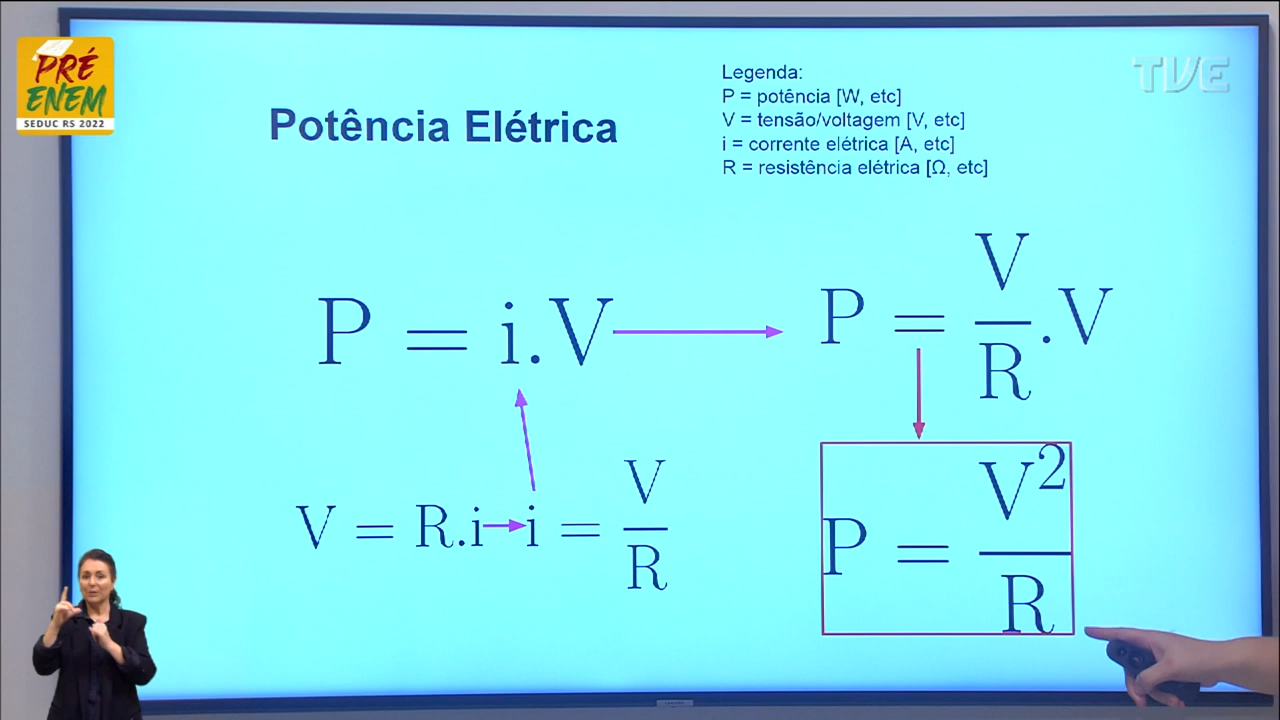 PRÉ
ENEM
SEDUC RS 2022
TVE
Potência Elétrica
Legenda:
P = potência [W, etc]
V = tensão/voltagem [V, etc]
i = corrente elétrica [A, etc]
R = resistência elétrica [Ω, etc]
P = i.V
P = V/R .V
V = R.i → i = V/R
P = V²/R